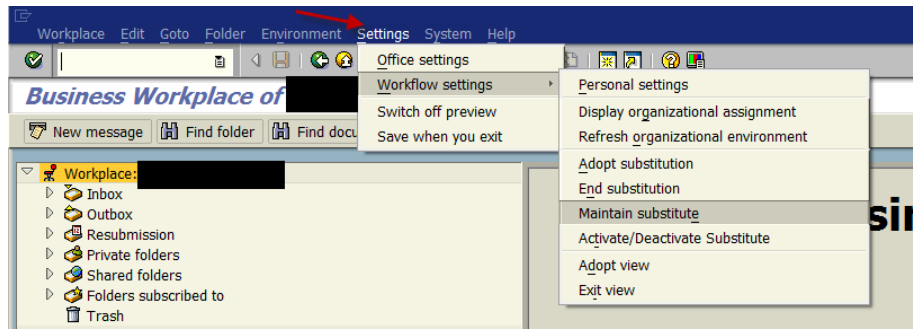 Workplace Edit Goto Folder Environment Settings System Help
Office settings
Workflow settings
Switch off preview
Save when you exit
Personal settings
Display organizational assignment
Refresh organizational environment
Adopt substitution
End substitution
Maintain substitute
Activate/Deactivate Substitute
Adopt view
Exit view
Business Workplace of
New message Find folder Find docu
Workplace:
Inbox
Outbox
Resubmission
Private folders
Shared folders
Folders subscribed to
Trash
sin